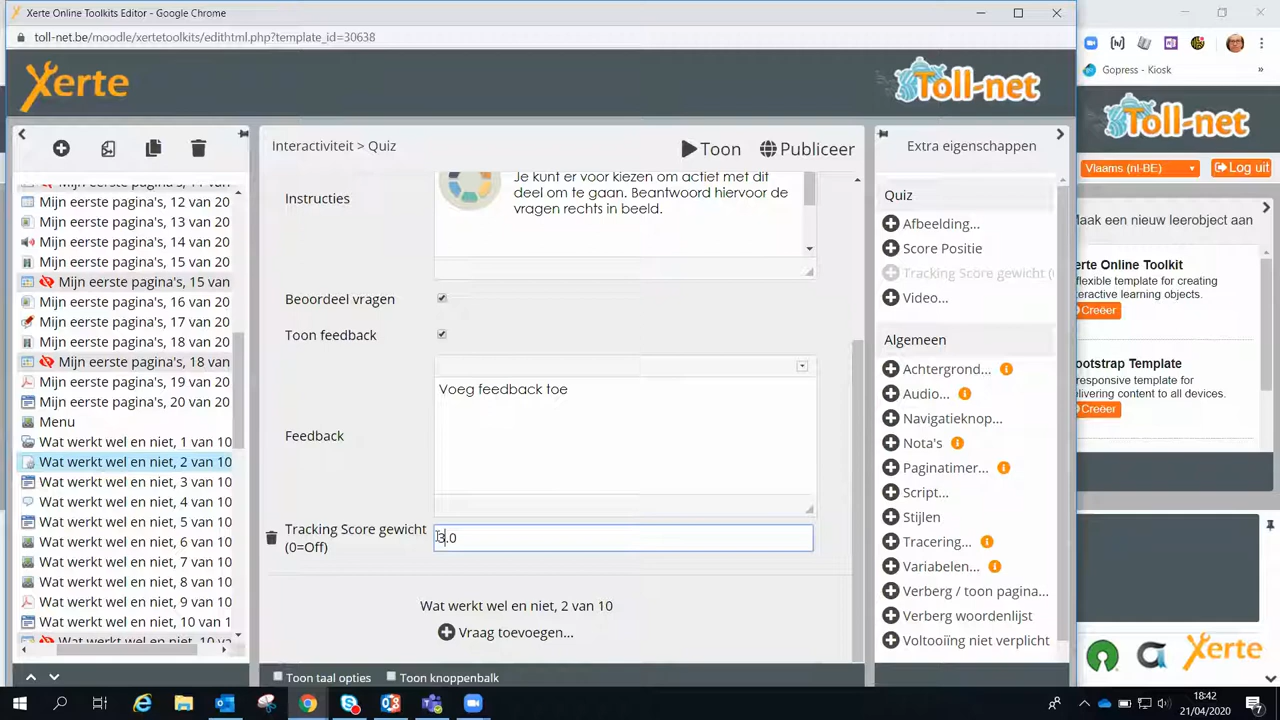 Xerte Online Toolkits Editor - Google Chrome
toll-net.be/moodle/xertetoolkits/edithtml.php?template_id=30638
Gopress - Kiosk
»
Xerte
Toll-net
Toll-net
Interactiviteit > Quiz
Toon
Publiceer
Extra eigenschappen
Vlaams (nl-BE)
Log uit
Mijn eerste pagina's, 12 van 20
Mijn eerste pagina's, 13 van 20
Mijn eerste pagina's, 14 van 20
Mijn eerste pagina's, 15 van 20
Mijn eerste pagina's, 15 van
Mijn eerste pagina's, 16 van 20
Mijn eerste pagina's, 17 van 20
Mijn eerste pagina's, 18 van 20
Mijn eerste pagina's, 18 van
Mijn eerste pagina's, 19 van 20
Mijn eerste pagina's, 20 van 20
Menu
Wat werkt wel en niet, 1 van 10
Wat werkt wel en niet, 2 van 10
Wat werkt wel en niet, 3 van 10
Wat werkt wel en niet, 4 van 10
Wat werkt wel en niet, 5 van 10
Wat werkt wel en niet, 6 van 10
Wat werkt wel en niet, 7 van 10
Wat werkt wel en niet, 8 van 10
Wat werkt wel en niet, 9 van 10
Wat werkt wel en niet, 10 van 1
Wat werkt wel en niet, 10 va
Instructies
Je kunt er voor kiezen om actief met dit
deel om te gaan. Beantwoord hiervoor de
vragen rechts in beeld.
Beoordeel vragen
Toon feedback
Feedback
Voeg feedback toe
Tracking Score gewicht
(0=Off)
3.0
Wat werkt wel en niet, 2 van 10
Vraag toevoegen...
Toon taal opties
Toon knoppenbalk
Quiz
Afbeelding...
Score Positie
Tracking Score gewicht (
Video...
Algemeen
Achtergrond...
Audio...
Navigatieknop...
Nota's
Paginatimer...
Script...
Stijlen
Tracering...
Variabelen...
Verberg / toon pagina...
Verberg woordenlijst
Voltooiïng niet verplicht
Maak een nieuw leerobject aan
erte Online Toolkit
flexible template for creating
teractive learning objects.
Creëer
ootstrap Template
responsive template for
elivering content to all devices.
Creëer
Xerte
18:42
21/04/2020
7